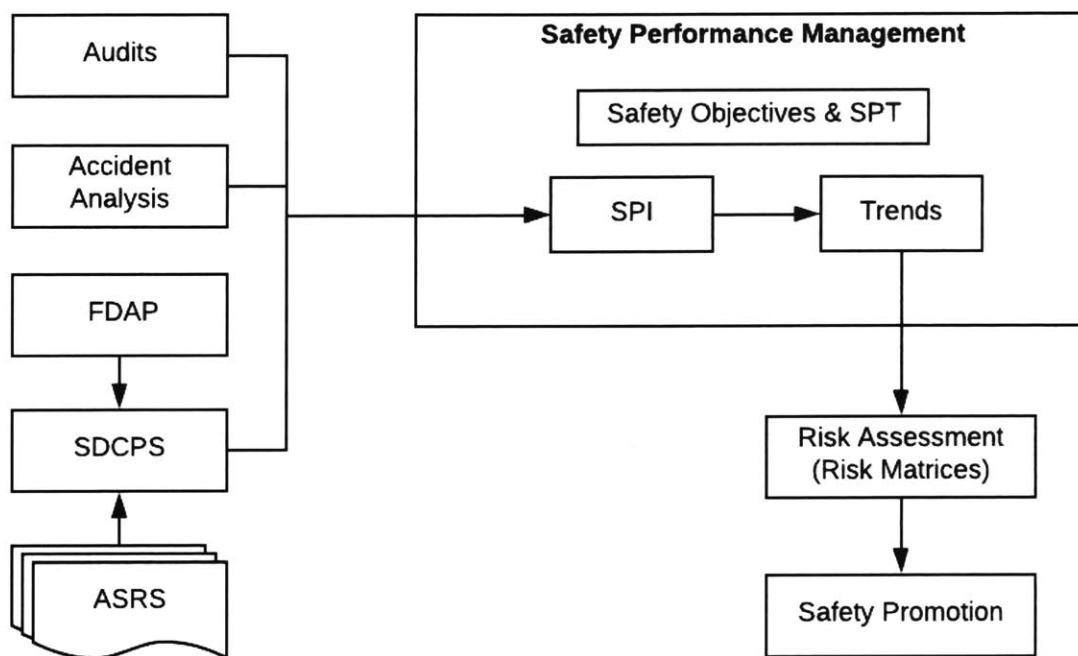 Audits
Accident
Analysis
FDAP
SDCPS
ASRS
Safety Performance Management
Safety Objectives & SPT
SPI
Trends
Risk Assessment
(Risk Matrices)
Safety Promotion